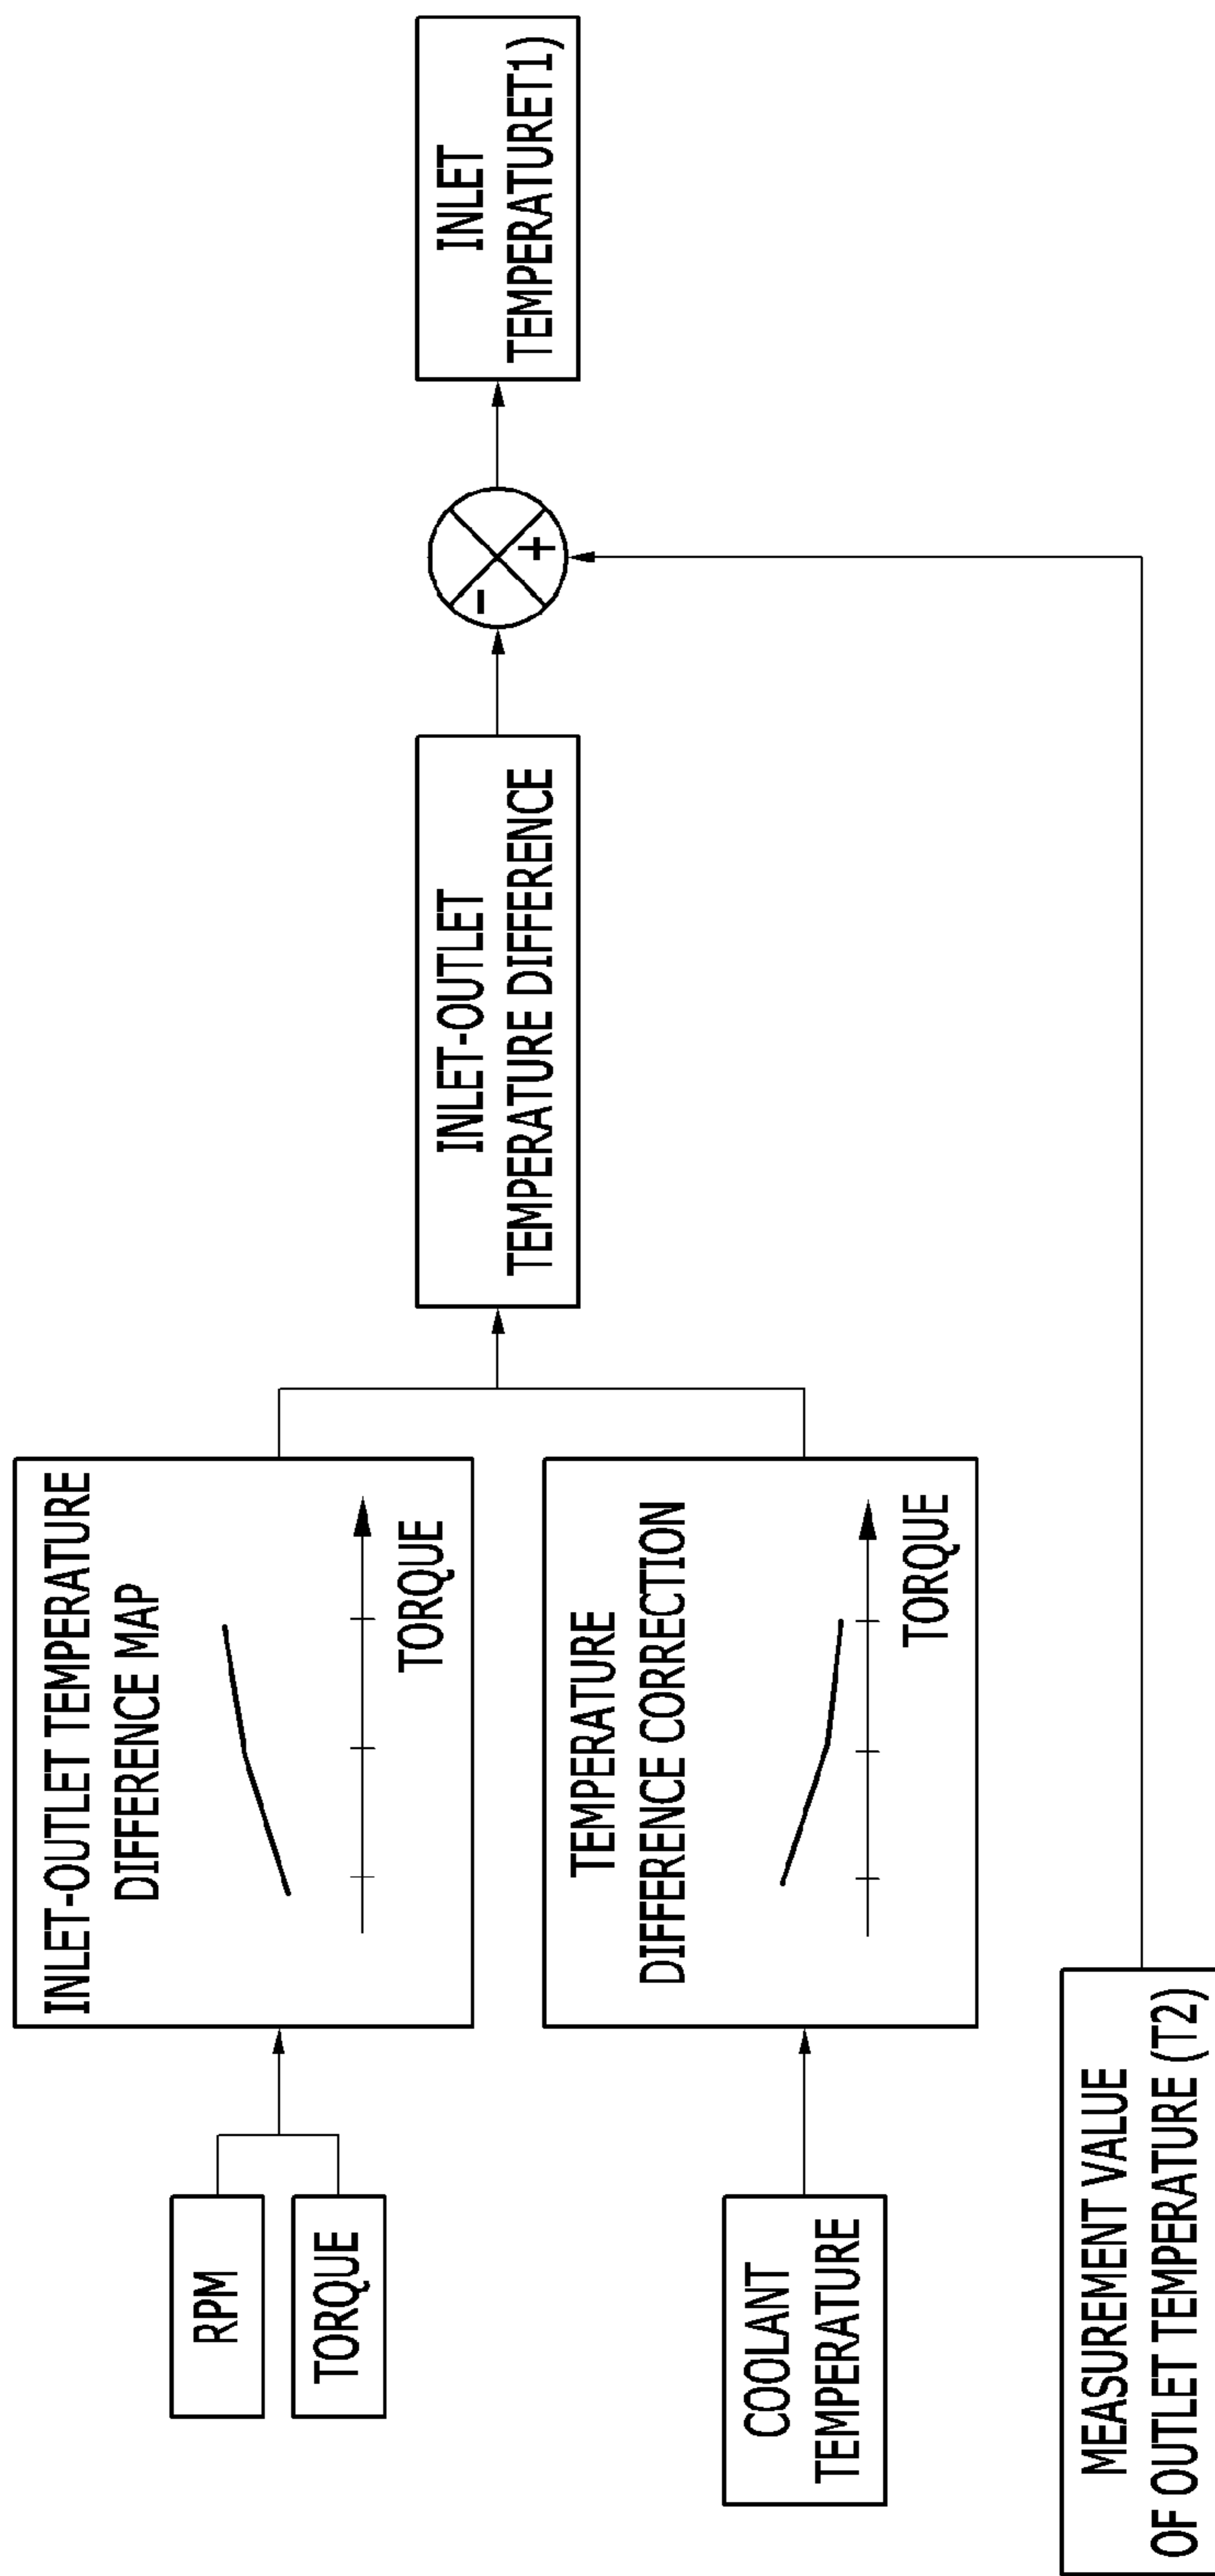 RPM
TORQUE
INLET-OUTLET TEMPERATURE
DIFFERENCE MAP
TORQUE
COOLANT
TEMPERATURE
TEMPERATURE
DIFFERENCE CORRECTION
TORQUE
INLET-OUTLET
TEMPERATURE DIFFERENCE
-
+
INLET
TEMPERATURET1)
MEASUREMENT VALUE
OF OUTLET TEMPERATURE (T2)